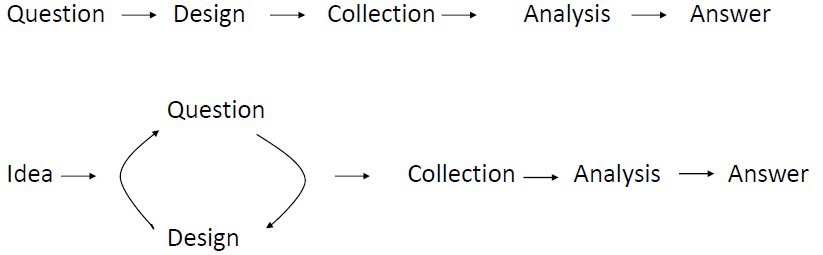 Question Design Collection Analysis Answer
Question
Idea Collection Analysis Answer
Design